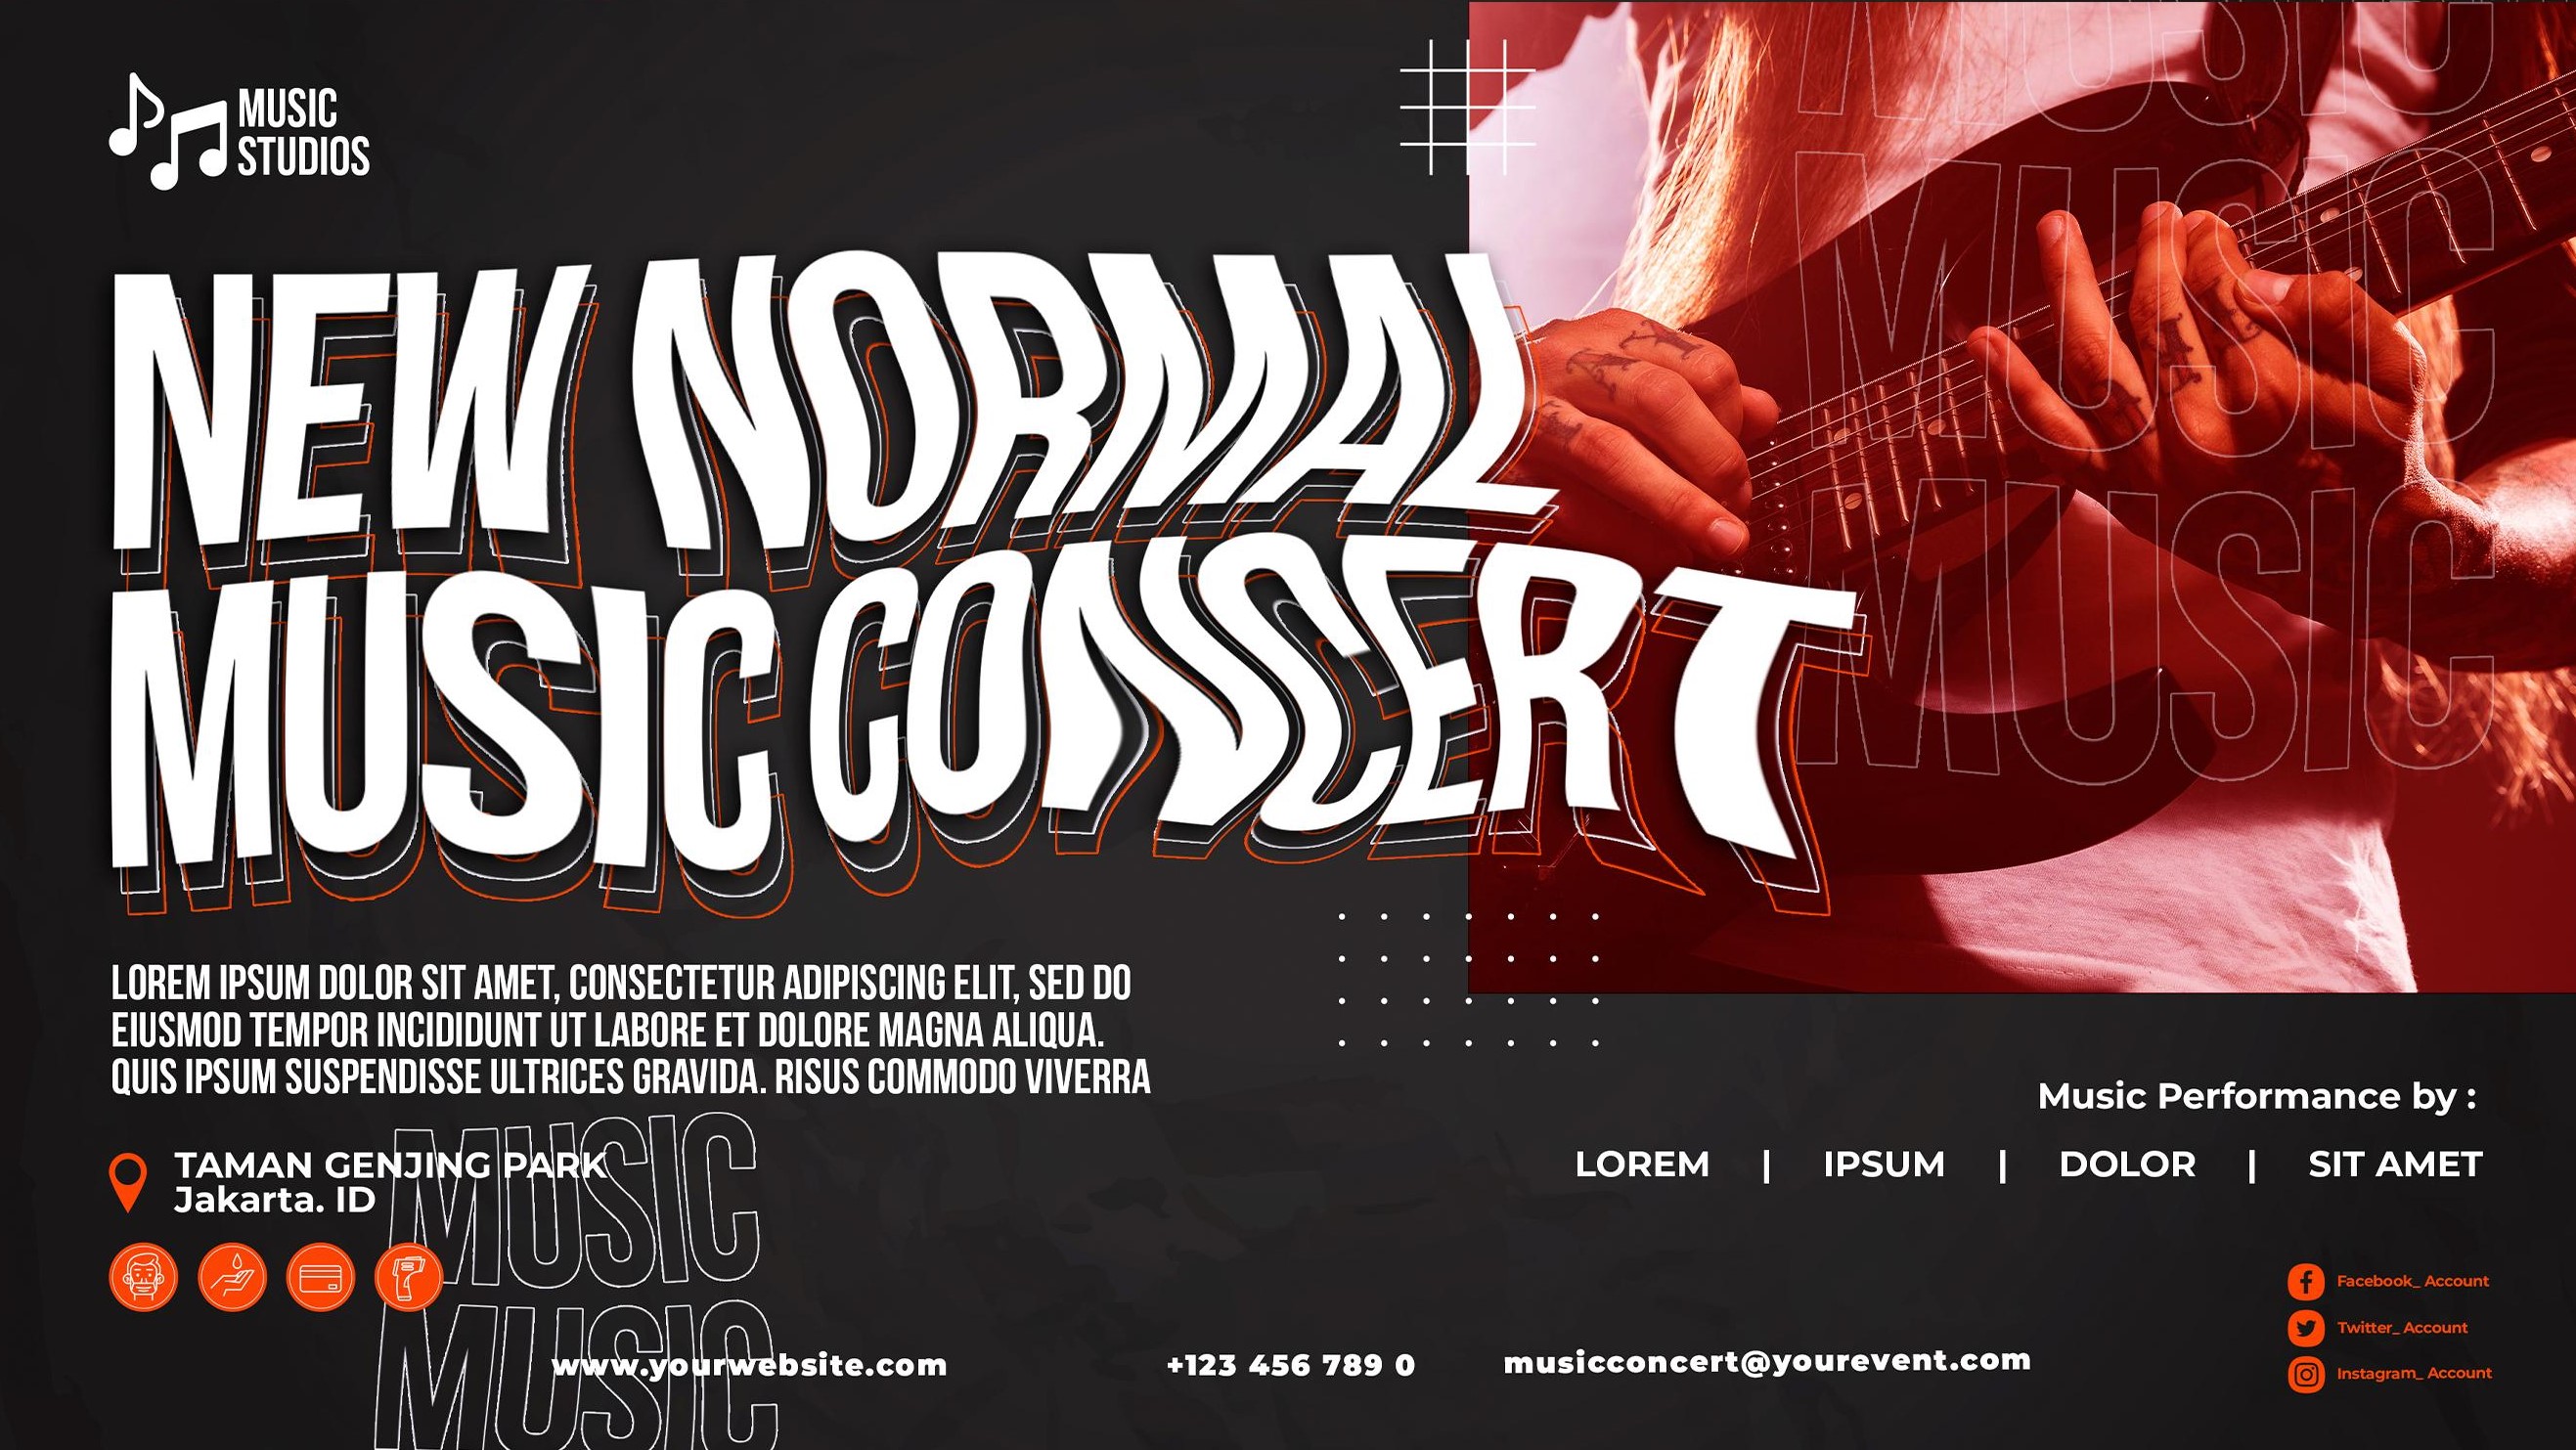 MUSIC
STUDIOS
MUSIC
MUSIC
MUSIC
NEW NORMAL
MUSIC CONCERT
LOREM IPSUM DOLOR SIT AMET, CONSECTETUR ADIPISCING ELIT, SED DO
EIUSMOD TEMPOR INCIDIDUNT UT LABORE ET DOLORE MAGNA ALIQUA.
QUIS IPSUM SUSPENDISSE ULTRICES GRAVIDA. RISUS COMMODO VIVERRA
TAMAN GENJING PARK
Jakarta. ID
MUSIC
MUSIC
Music Performance by :
LOREM | IPSUM | DOLOR | SIT AMET
Facebook_ Account
Twitter_ Account
Instagram_ Account
www.yourwebsite.com
+123 456 789 0
musicconcert@yourevent.com